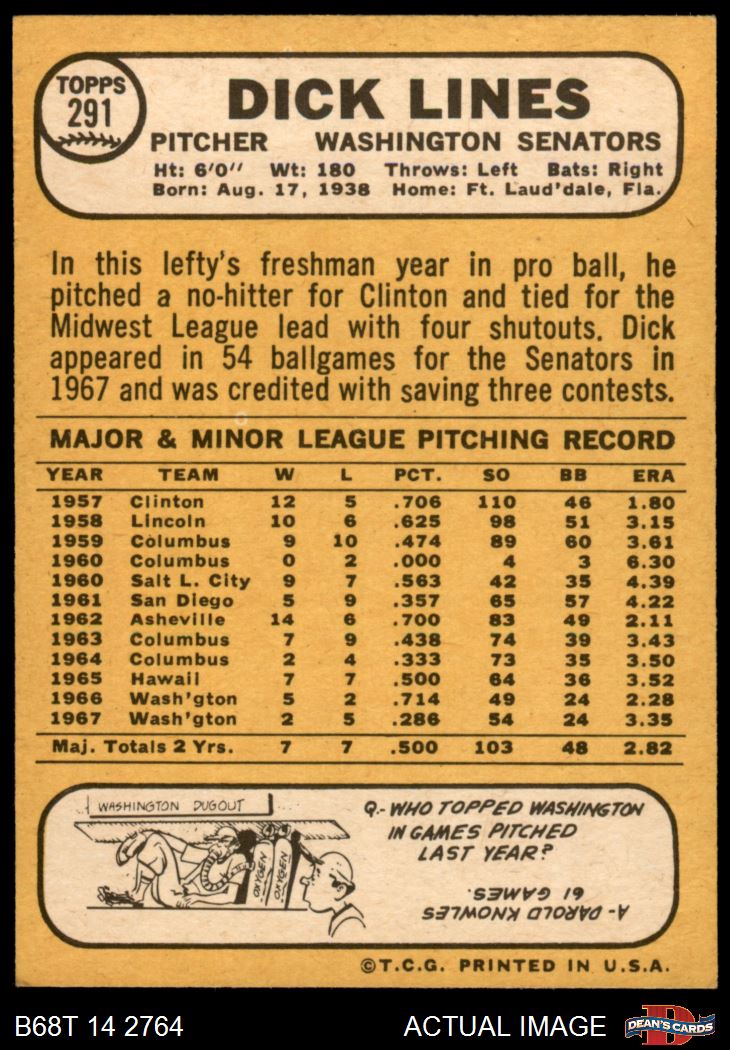 TOPPS
291
DICK LINES
PITCHER WASHINGTON SENATORS
Ht: 6'0" Wt: 180 Throws: Left Bats: Right
Born: Aug. 17, 1938 Home: Ft. Laud'dale, Fla.
In this lefty's freshman year in pro ball, he
pitched a no-hitter for Clinton and tied for the
Midwest League lead with four shutouts. Dick
appeared in 54 ballgames for the Senators in
1967 and was credited with saving three contests.
MAJOR & MINOR LEAGUE PITCHING RECORD
YEAR TEAM W L PCT. SO BB ERA
1957 Clinton 12 5 .706 110 46 1.80
1958 Lincoln 10 6 .625 98 51 3.15
1959 Columbus 9 10 .474 89 60 3.61
1960 Columbus 0 2 .000 4 3 6.30
1960 Salt L. City 9 7 .563 42 35 4.39
1961 San Diego 5 9 .357 65 57 4.22
1962 Asheville 14 6 .700 83 49 2.11
1963 Columbus 7 9 .438 74 39 3.43
1964 Columbus 2 4 .333 73 35 3.50
1965 Hawaii 7 7 .500 64 36 3.52
1966 Wash'gton 5 2 .714 49 24 2.28
1967 Wash'gton 2 5 .286 54 24 3.35
Maj. Totals 2 Yrs. 7 7 .500 103 48 2.82
WASHINGTON DUGOUT
OXYGEN
OXYGEN
Q.- WHO TOPPED WASHINGTON
IN GAMES PITCHED
LAST YEAR?
A- DAROLD KNOWLES
61 GAMES.
©T.C.G. PRINTED IN U.S.A.
B68T 14 2764
ACTUAL IMAGE
D
DEAN'S CARDS